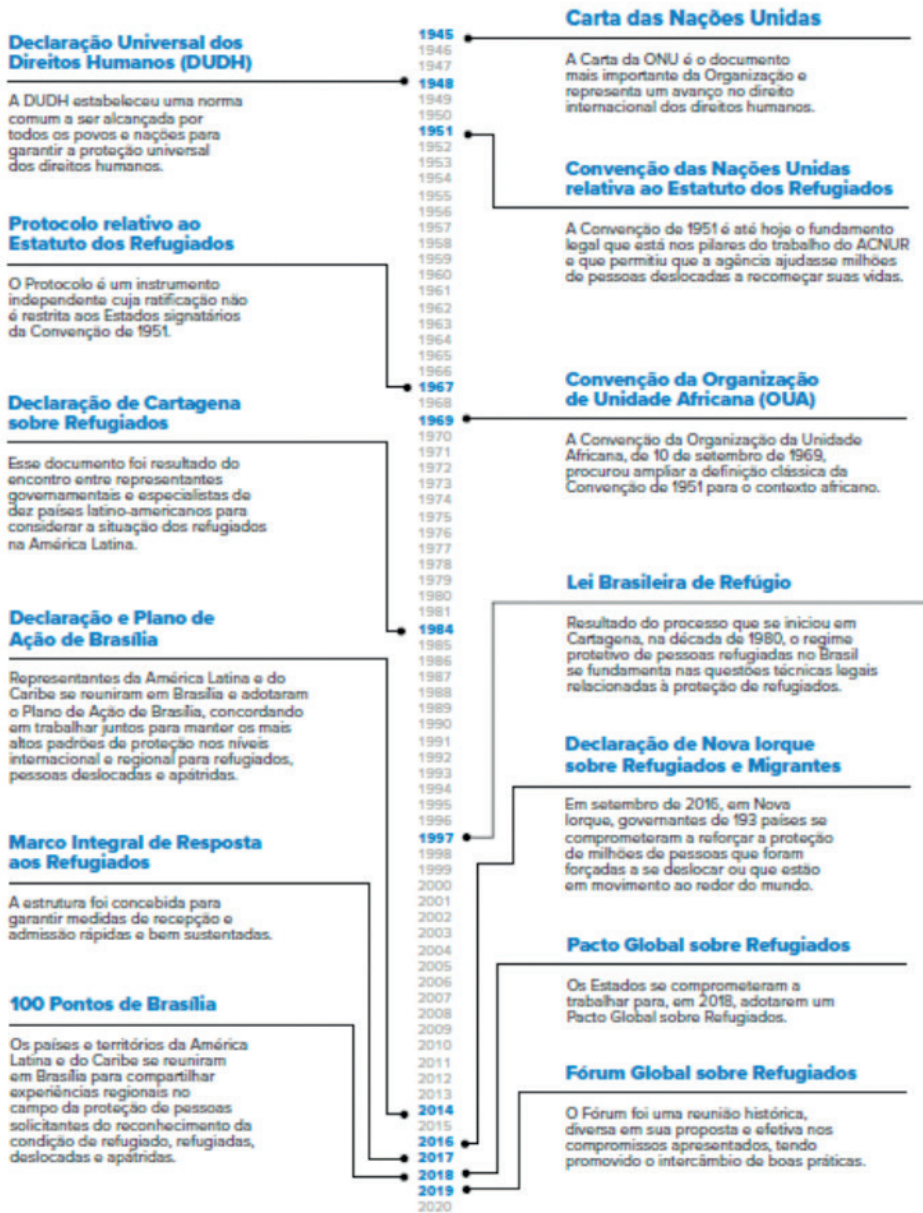 Declaração Universal dos
Direitos Humanos (DUDH)
A DUDH estabeleceu uma norma
comum a ser alcançada por
todos os povos e nações para
garantir a proteção universal
dos direitos humanos.
Protocolo relativo ao
Estatuto dos Refugiados
O Protocolo é um instrumento
independente cuja ratificação não
é restrita aos Estados signatários
da Convenção de 1951.
Declaração de Cartagena
sobre Refugiados
Esse documento foi resultado do
encontro entre representantes
governamentais e especialistas de
dez países latino-americanos para
considerar a situação dos refugiados
na América Latina.
Declaração e Plano de
Ação de Brasília
Representantes da América Latina e do
Caribe se reuniram em Brasília e adotaram
o Plano de Ação de Brasília, concordando
em trabalhar juntos para manter os mais
altos padrões de proteção nos níveis
internacional e regional para refugiados,
pessoas deslocadas e apátridas.
Marco Integral de Resposta
aos Refugiados
A estrutura foi concebida para
garantir medidas de recepção e
admissão rápidas e bem sustentadas.
100 Pontos de Brasília
Os países e territórios da América
Latina e do Caribe se reuniram
em Brasília para compartilhar
experiências regionais no
campo da proteção de pessoas
solicitantes do reconhecimento da
condição de refugiado, refugiadas,
deslocadas e apátridas.
1945
1946
1947
1948
1949
1950
1951
1952
1953
1954
1955
1956
1957
1958
1959
1960
1961
1962
1963
1964
1965
1966
1967
1968
1969
1970
1971
1972
1973
1974
1975
1976
1977
1978
1979
1980
1981
1984
1985
1986
1987
1988
1989
1990
1991
1992
1993
1994
1995
1996
1997
1998
1999
2000
2001
2002
2003
2004
2005
2006
2007
2008
2009
2010
2011
2012
2013
2014
2015
2016
2017
2018
2019
2020
Carta das Nações Unidas
A Carta da ONU é o documento
mais importante da Organização e
representa um avanço no direito
internacional dos direitos humanos.
Convenção das Nações Unidas
relativa ao Estatuto dos Refugiados
A Convenção de 1951 é até hoje o fundamento
legal que está nos pilares do trabalho do ACNUR
e que permitiu que a agência ajudasse milhões
de pessoas deslocadas a recomeçar suas vidas.
Convenção da Organização
de Unidade Africana (OUA)
A Convenção da Organização da Unidade
Africana, de 10 de setembro de 1969,
procurou ampliar a definição clássica da
Convenção de 1951 para o contexto africano.
Lei Brasileira de Refúgio
Resultado do processo que se iniciou em
Cartagena, na década de 1980, o regime
protetivo de pessoas refugiadas no Brasil
se fundamenta nas questões técnicas legais
relacionadas à proteção de refugiados.
Declaração de Nova Iorque
sobre Refugiados e Migrantes
Em setembro de 2016, em Nova
Iorque, governantes de 193 países se
comprometeram a reforçar a proteção
de milhões de pessoas que foram
forçadas a se deslocar ou que estão
em movimento ao redor do mundo.
Pacto Global sobre Refugiados
Os Estados se comprometeram a
trabalhar para, em 2018, adotarem um
Pacto Global sobre Refugiados.
Fórum Global sobre Refugiados
O Fórum foi uma reunião histórica,
diversa em sua proposta e efetiva nos
compromissos apresentados, tendo
promovido o intercâmbio de boas práticas.